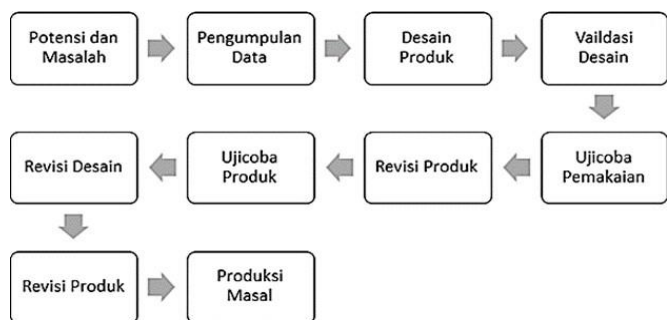 Potensi dan
Masalah
Pengumpulan
Data
Desain
Produk
Vaildasi
Desain
Ujicoba
Pemakaian
Revisi Produk
Ujicoba
Produk
Revisi Desain
Revisi Produk
Produksi
Masal